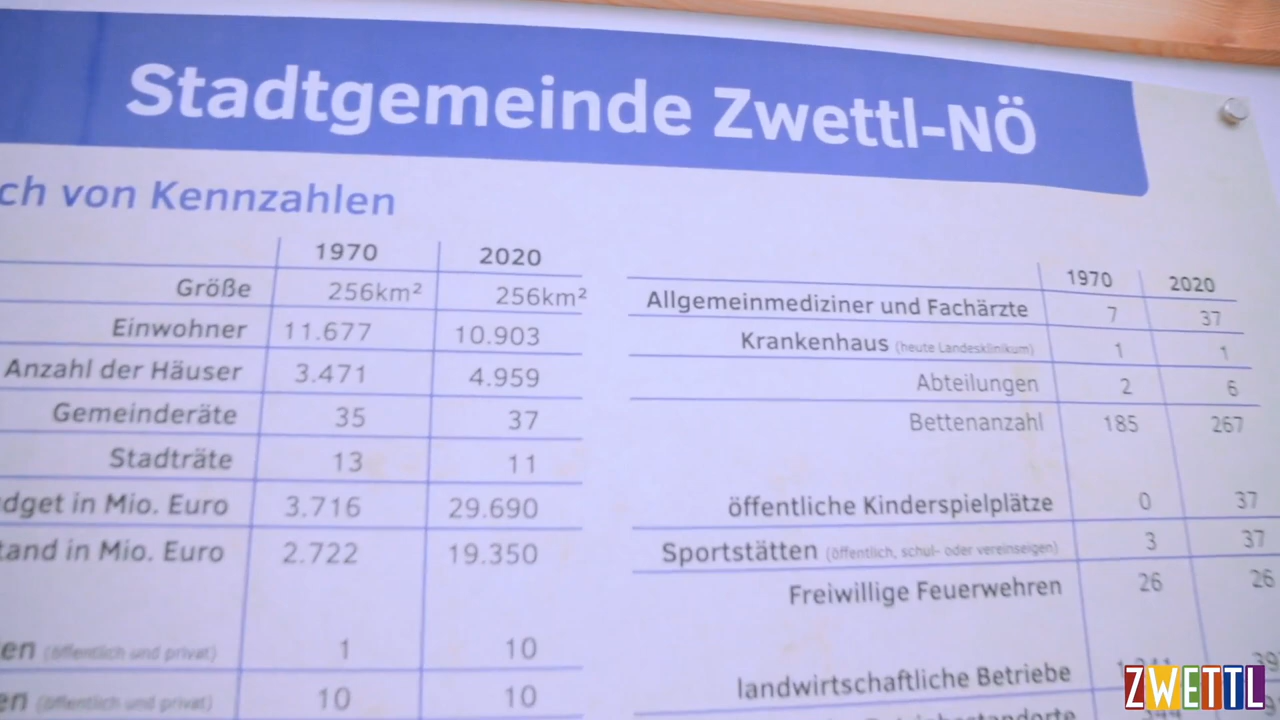 Stadtgemeinde Zwettl-NÖ
ch von Kennzahlen
1970 2020
Größe 256km² 256km²
Einwohner 11.677 10.903
Anzahl der Häuser 3.471 4.959
Gemeinderäte 35 37
Stadträte 13 11
dget in Mio. Euro 3.716 29.690
tand in Mio. Euro 2.722 19.350
en (öffentlich und privat) 1 10
en (öffentlich und privat) 10 10
1970 2020
Allgemeinmediziner und Fachärzte 7 37
Krankenhaus (heute Landesklinikum) 1 1
Abteilungen 2 6
Bettenanzahl 185 267
öffentliche Kinderspielplätze 0 37
Sportstätten (öffentlich, schul- oder vereinseigen) 3 37
Freiwillige Feuerwehren 26 26
landwirtschaftliche Betriebe
ZWETTL